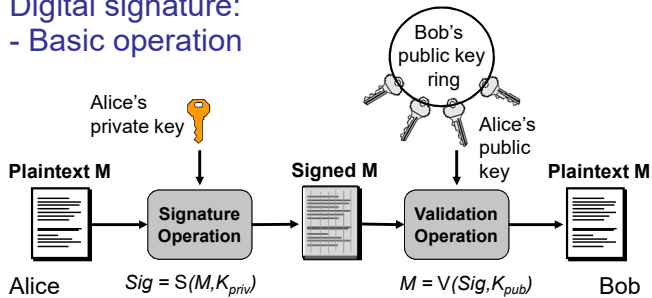 Digital signature:
- Basic operation
Bob's
public key
ring
Alice's
private key
Alice's
public
key
Plaintext M
Signed M
Plaintext M
Signature
Operation
Validation
Operation
Alice
Sig = S(M,Kpriv)
M = V(Sig,Kpub)
Bob